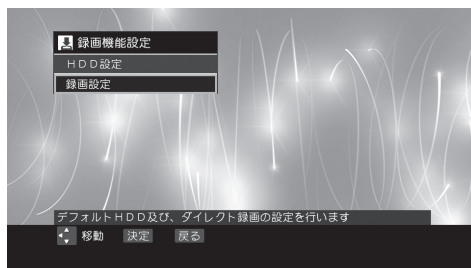 録画機能設定
ＨＤＤ設定
録画設定
デフォルトＨＤＤ及び、ダイレクト録画の設定を行います
移動 決定 戻る